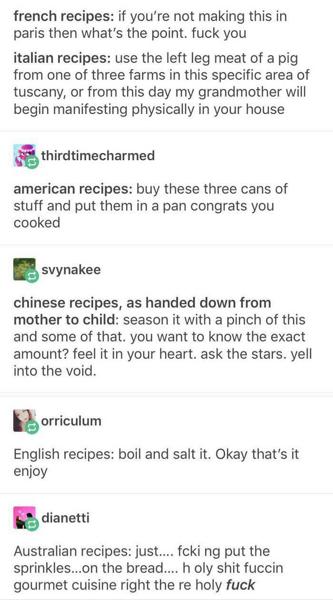 french recipes: if you’re not making this in
paris then what’s the point. fuck you
italian recipes: use the left leg meat of a pig
from one of three farms in this specific area of
tuscany, or from this day my grandmother will
begin manifesting physically in your house
thirdtimecharmed
american recipes: buy these three cans of
stuff and put them in a pan congrats you
cooked
svynakee
chinese recipes, as handed down from
mother to child: season it with a pinch of this
and some of that. you want to know the exact
amount? feel it in your heart. ask the stars. yell
into the void.
orriculum
English recipes: boil and salt it. Okay that’s it
enjoy
dianetti
Australian recipes: just.... fcki ng put the
sprinkles...on the bread.... h oly shit fuccin
gourmet cuisine right the re holy fuck